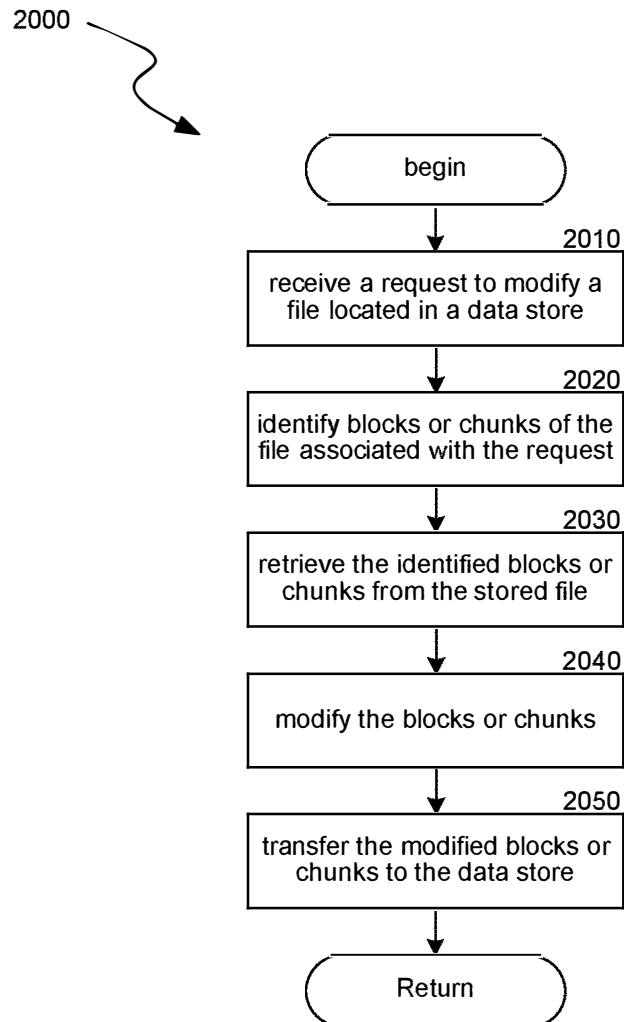 2000
begin
2010
receive a request to modify a
file located in a data store
2020
identify blocks or chunks of the
file associated with the request
2030
retrieve the identified blocks or
chunks from the stored file
2040
modify the blocks or chunks
2050
transfer the modified blocks or
chunks to the data store
Return